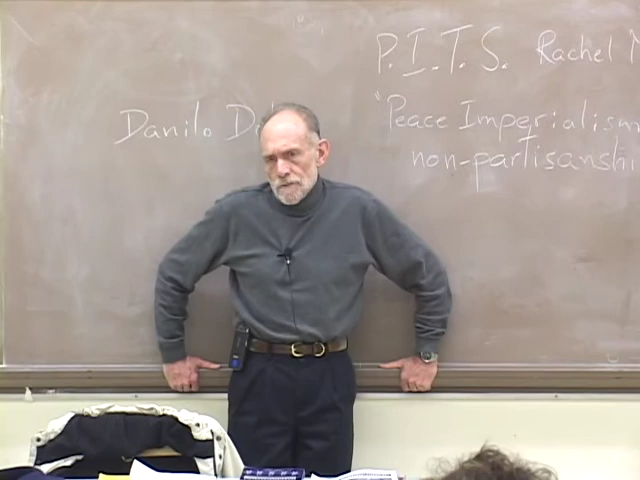 P.I.T.S. Rachel
Danilo
"Peace Imperialism
non-partisanshi